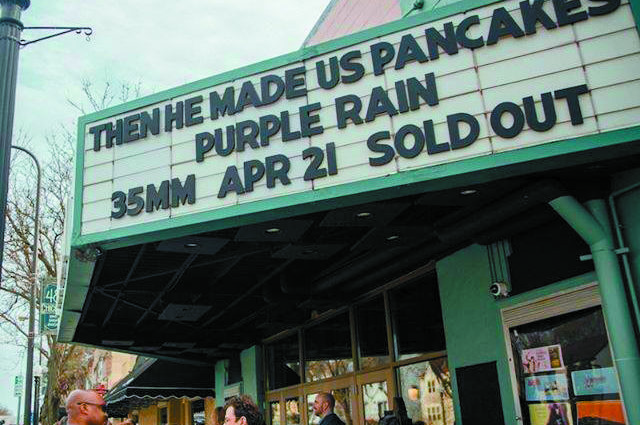 THEN HE MADE US PANCAKES
PURPLE RAIN
35MM APR 21 SOLD OUT